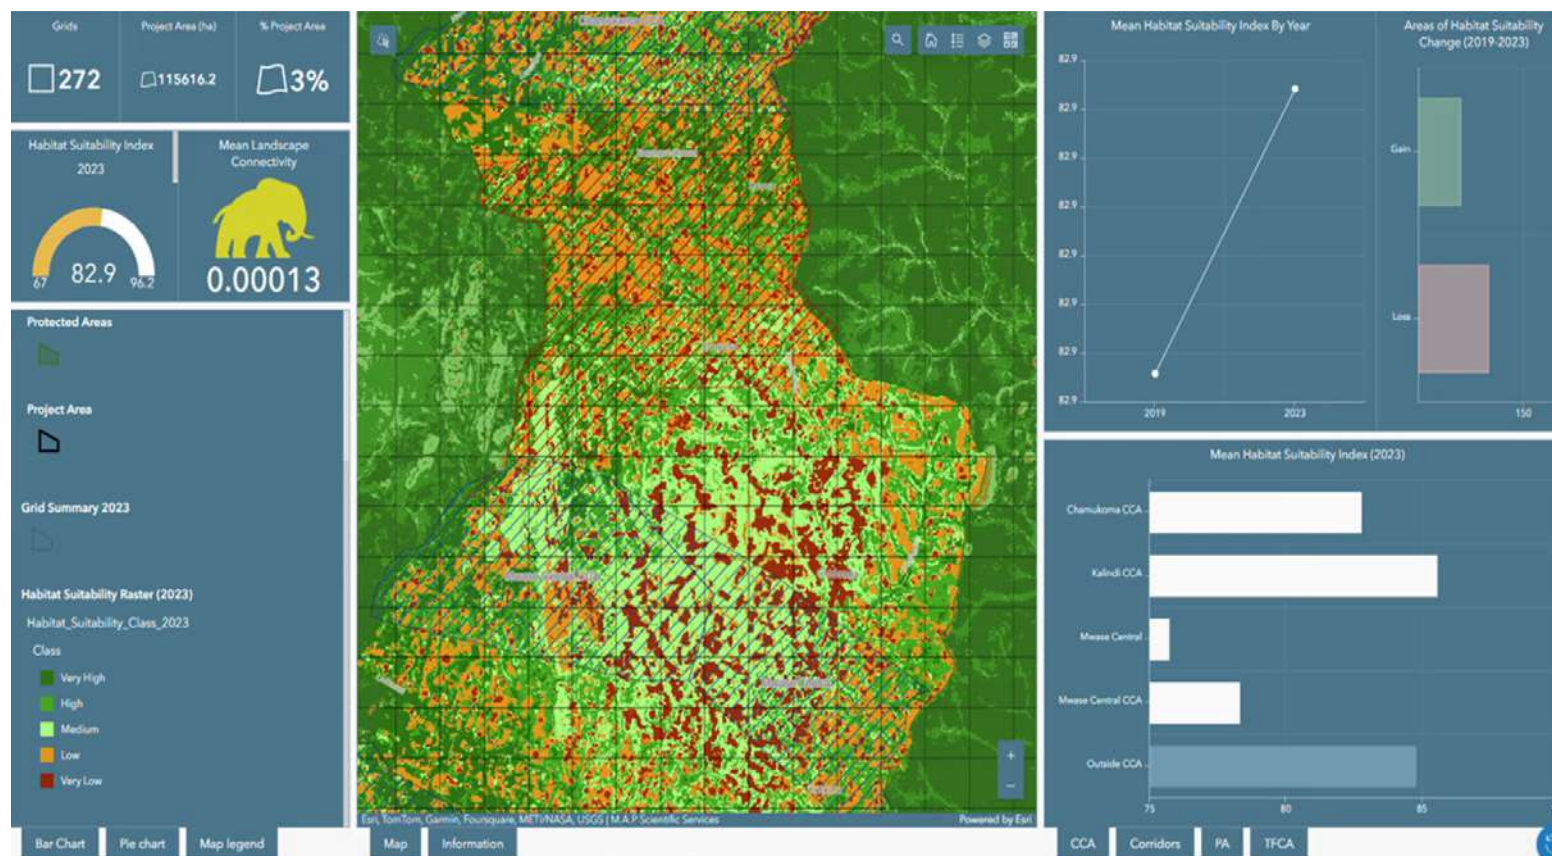 Grids
Project Area (ha)
% Project Area
272
115616.2
3%
Habitat Suitability Index
2023
67
82.9
96.2
Mean Landscape
Connectivity
0.00013
Protected Areas
Project Area
Grid Summary 2023
Habitat Suitability Raster (2023)
Habitat_Suitability_Class_2023
Class
Very High
High
Medium
Low
Very Low
Bar Chart
Pie chart
Map legend
Esri, TomTom, Garmin, Foursquare, METI/NASA, USGS | M.A.P Scientific Services
Powered by Esri
Map
Information
Mean Habitat Suitability Index By Year
82.9
82.9
82.9
82.9
82.9
82.9
82.9
82.9
2019
2023
Areas of Habitat Suitability
Change (2019-2023)
Gain
Loss
150
Mean Habitat Suitability Index (2023)
Chamukoma CCA
Kalindi CCA
Mwase Central
Mwase Central CCA
Outside CCA
75
80
85
CCA
Corridors
PA
TFCA